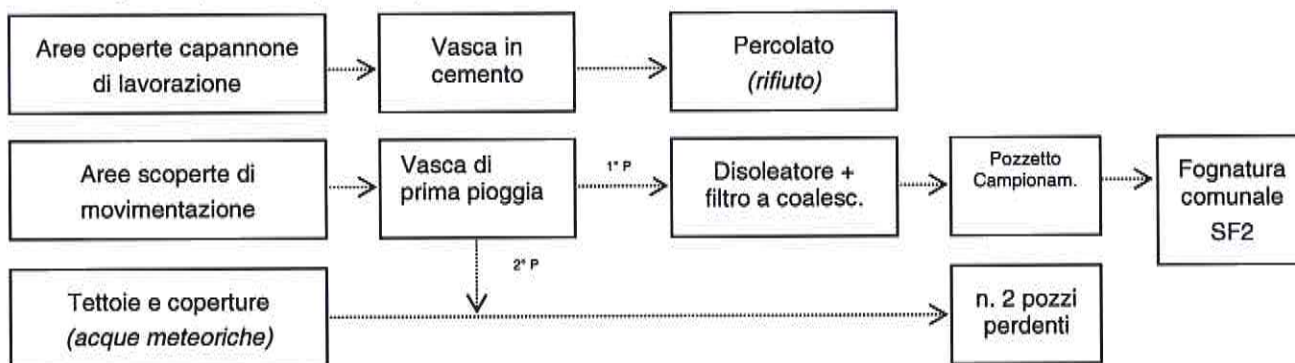 Aree coperte capannone
di lavorazione
Vasca in
cemento
Percolato
(rifiuto)
Aree scoperte di
movimentazione
Vasca di
prima pioggia
1° P
Disoleatore +
filtro a coalesc.
Pozzetto
Campionam.
Fognatura
comunale
SF2
2° P
Tettoie e coperture
(acque meteoriche)
n. 2 pozzi
perdenti